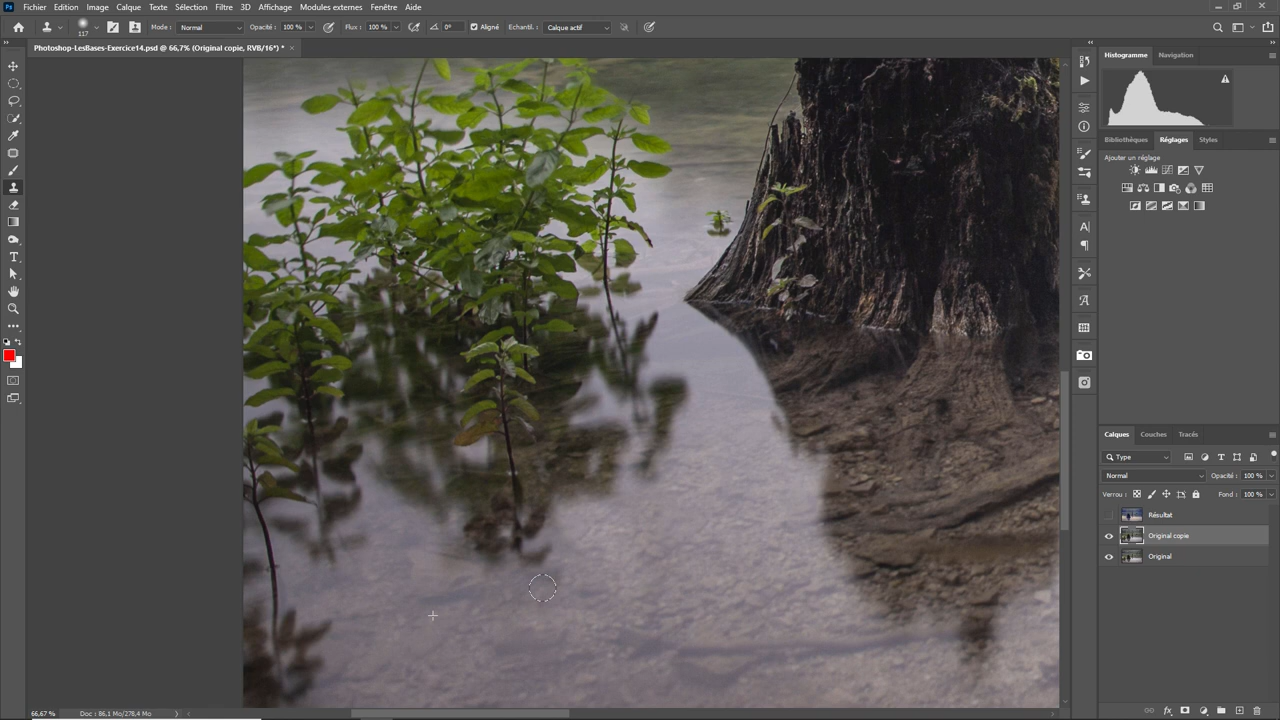 Ps Fichier Edition Image Calque Texte Sélection Filtre 3D Affichage Modules externes Fenêtre Aide
117 Mode : Normal Opacité : 100 % Flux : 100 % 0° Aligné Echantil. : Calque actif
Photoshop-LesBases-Exercice14.psd @ 66,7% (Original copie, RVB/16*) * ×
Histogramme Navigation
Bibliothèques Réglages Styles
Ajouter un réglage
Calques Couches Tracés
Type
Normal Opacité : 100 %
Verrou : Fond : 100 %
Résultat
Original copie
Original
66,67 % Doc : 86,1 Mo/278,4 Mo